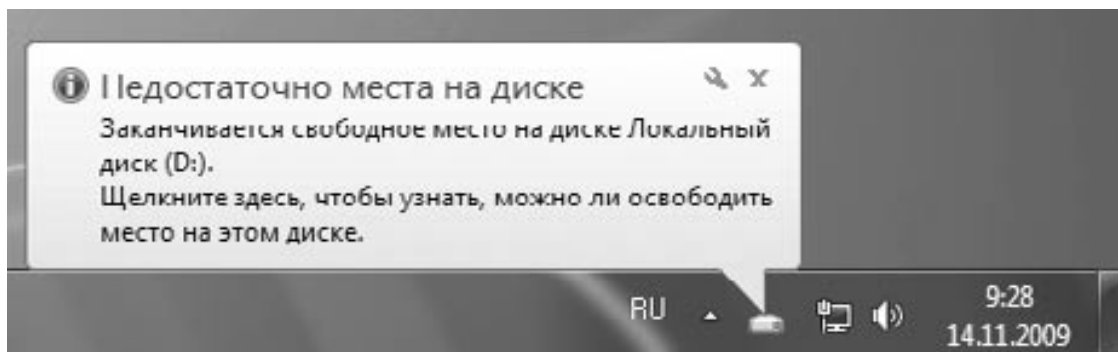 Недостаточно места на диске
Заканчивается свободное место на диске Локальный
диск (D:).
Щелкните здесь, чтобы узнать, можно ли освободить
место на этом диске.
RU
9:28
14.11.2009